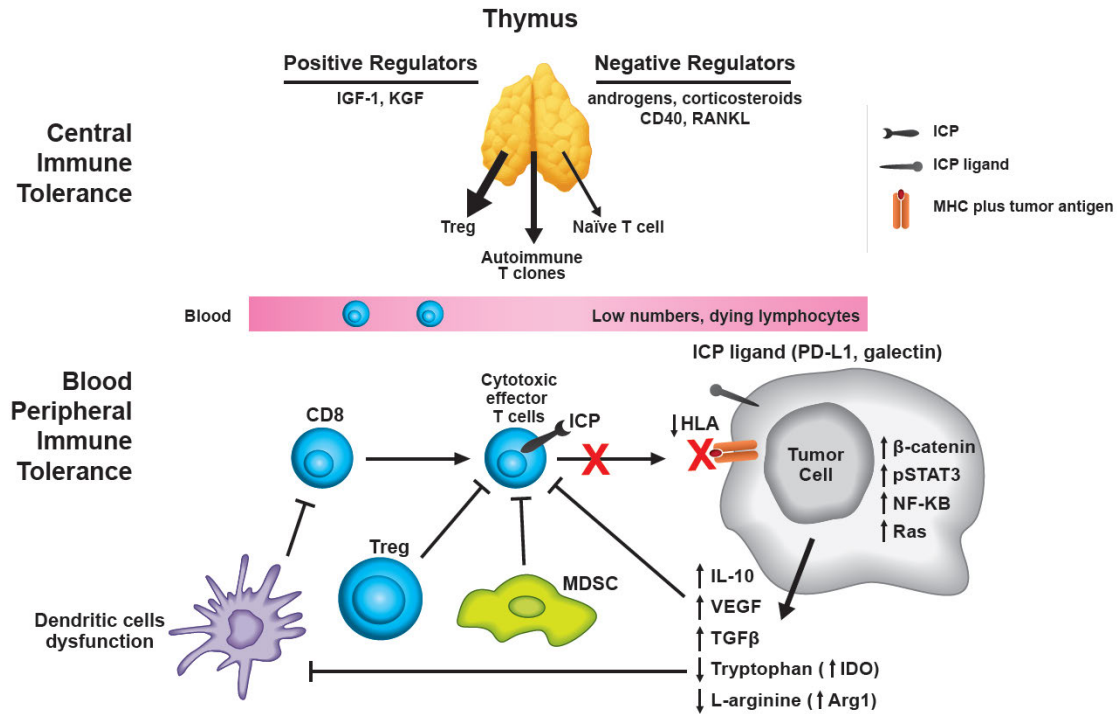 Thymus
Positive Regulators
IGF-1, KGF
Negative Regulators
androgens, corticosteroids
CD40, RANKL
Central
Immune
Tolerance
ICP
ICP ligand
MHC plus tumor antigen
Treg
Naïve T cell
Autoimmune
T clones
Blood
Low numbers, dying lymphocytes
ICP ligand (PD-L1, galectin)
Blood
Peripheral
Immune
Tolerance
CD8
Cytotoxic
effector
T cells
ICP
HLA
Tumor
Cell
↑ β-catenin
↑ pSTAT3
↑ NF-KB
↑ Ras
Treg
MDSC
Dendritic cells
dysfunction
↑ IL-10
↑ VEGF
↑ TGFβ
↓ Tryptophan (↑IDO)
↓ L-arginine (↑Arg1)